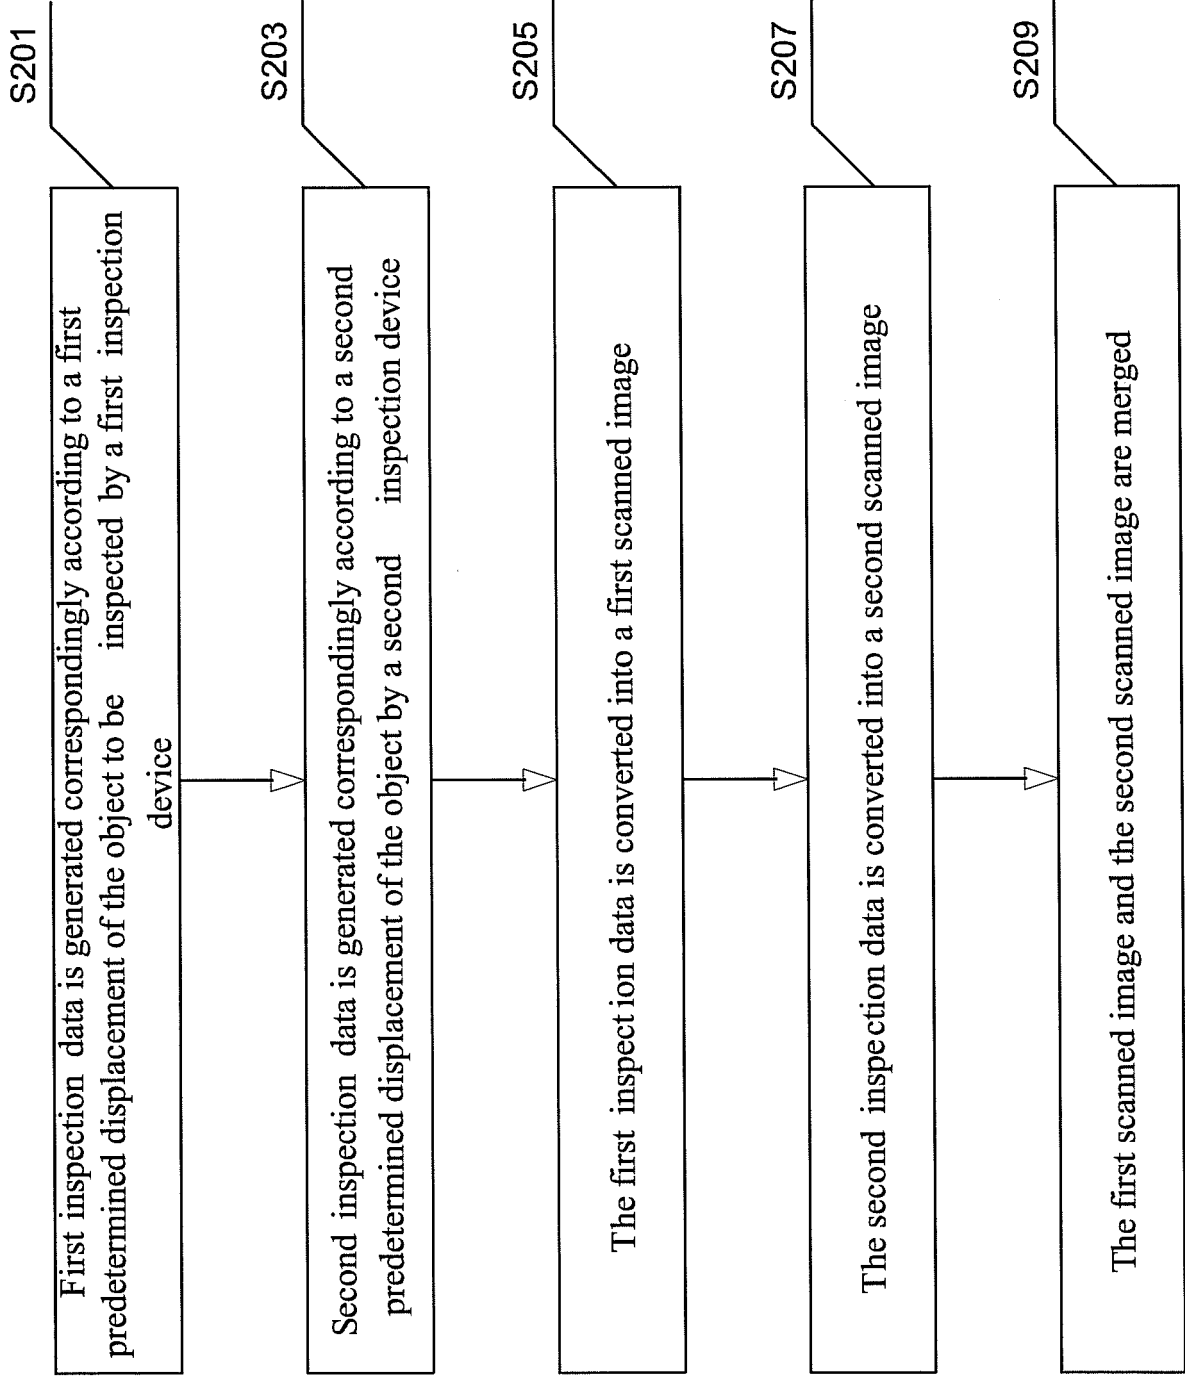 S201
First inspection data is generated correspondingly according to a first
predetermined displacement of the object to be inspected by a first inspection
device
S203
Second inspection data is generated correspondingly according to a second
predetermined displacement of the object by a second inspection device
S205
The first inspection data is converted into a first scanned image
S207
The second inspection data is converted into a second scanned image
S209
The first scanned image and the second scanned image are merged